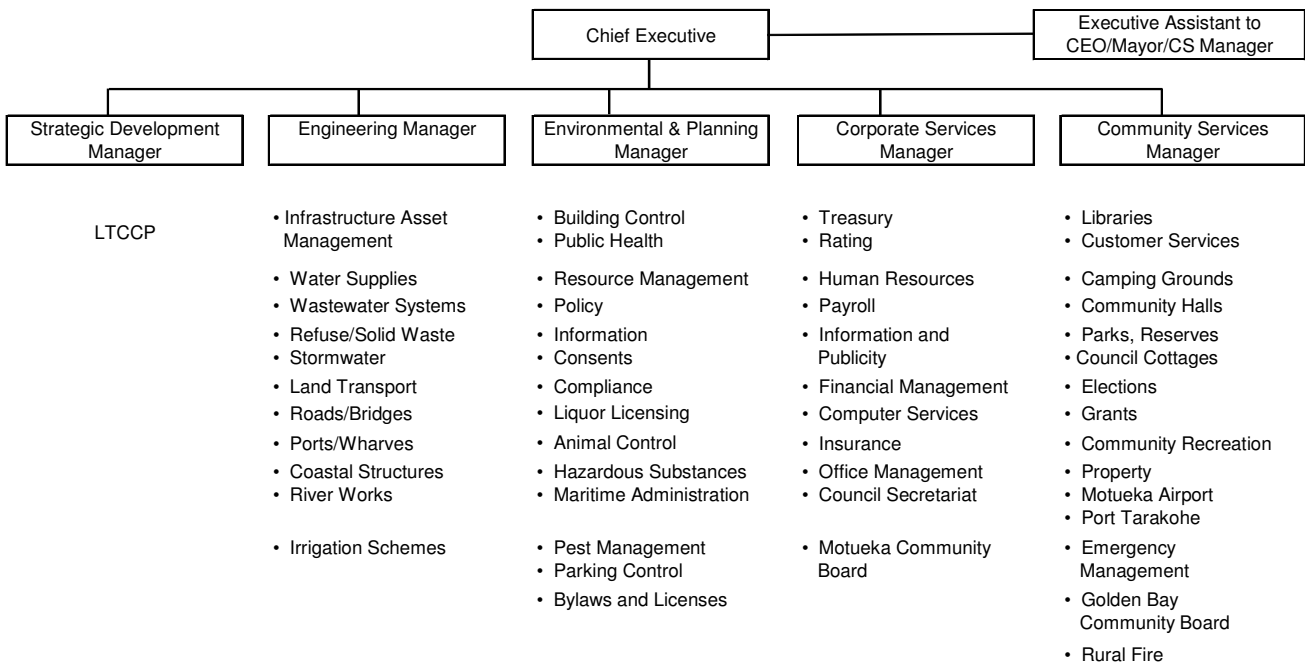 Chief Executive
Executive Assistant to
CEO/Mayor/CS Manager
Strategic Development
Manager
Engineering Manager
Environmental & Planning
Manager
Corporate Services
Manager
Community Services
Manager
LTCCP
• Infrastructure Asset
Management
• Water Supplies
• Wastewater Systems
• Refuse/Solid Waste
• Stormwater
• Land Transport
• Roads/Bridges
• Ports/Wharves
• Coastal Structures
• River Works
• Irrigation Schemes
• Building Control
• Public Health
• Resource Management
• Policy
• Information
• Consents
• Compliance
• Liquor Licensing
• Animal Control
• Hazardous Substances
• Maritime Administration
• Pest Management
• Parking Control
• Bylaws and Licenses
• Treasury
• Rating
• Human Resources
• Payroll
• Information and
Publicity
• Financial Management
• Computer Services
• Insurance
• Office Management
• Council Secretariat
• Motueka Community
Board
• Libraries
• Customer Services
• Camping Grounds
• Community Halls
• Parks, Reserves
• Council Cottages
• Elections
• Grants
• Community Recreation
• Property
• Motueka Airport
• Port Tarakohe
• Emergency
Management
• Golden Bay
Community Board
• Rural Fire